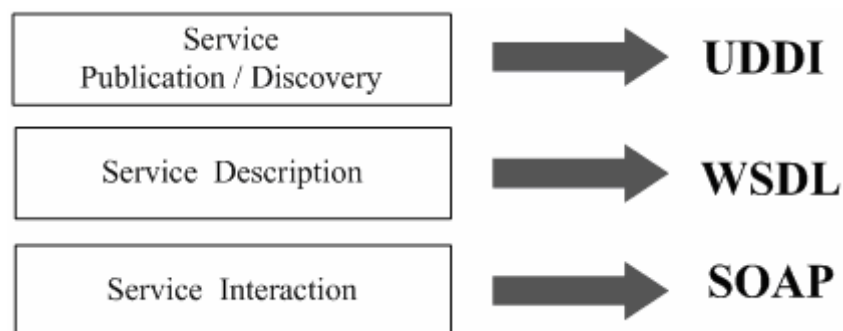 Service
Publication / Discovery
UDDI
Service Description
WSDL
Service Interaction
SOAP